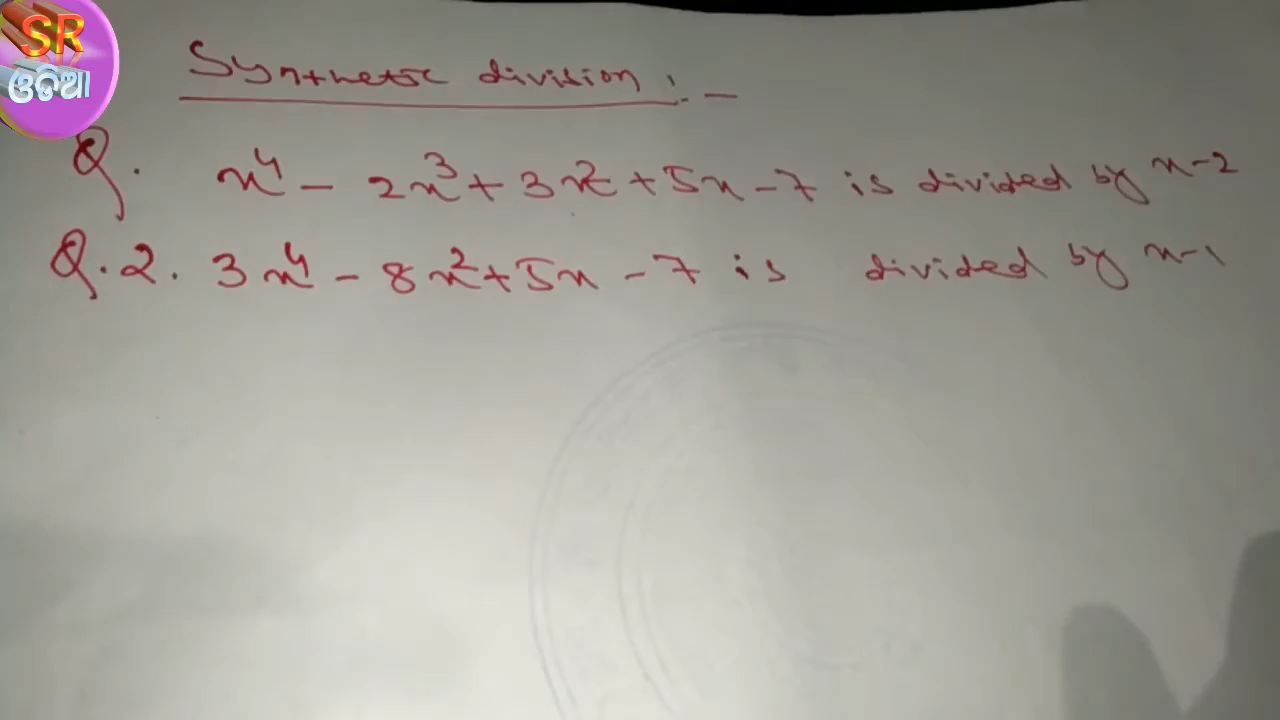 SR
ଓଡ଼ିଆ
Synthetic division :-
Q. x⁴ - 2x³ + 3x² + 5x - 7 is divided by x-2
Q.2. 3x⁴ - 8x² + 5x - 7 is divided by x-1